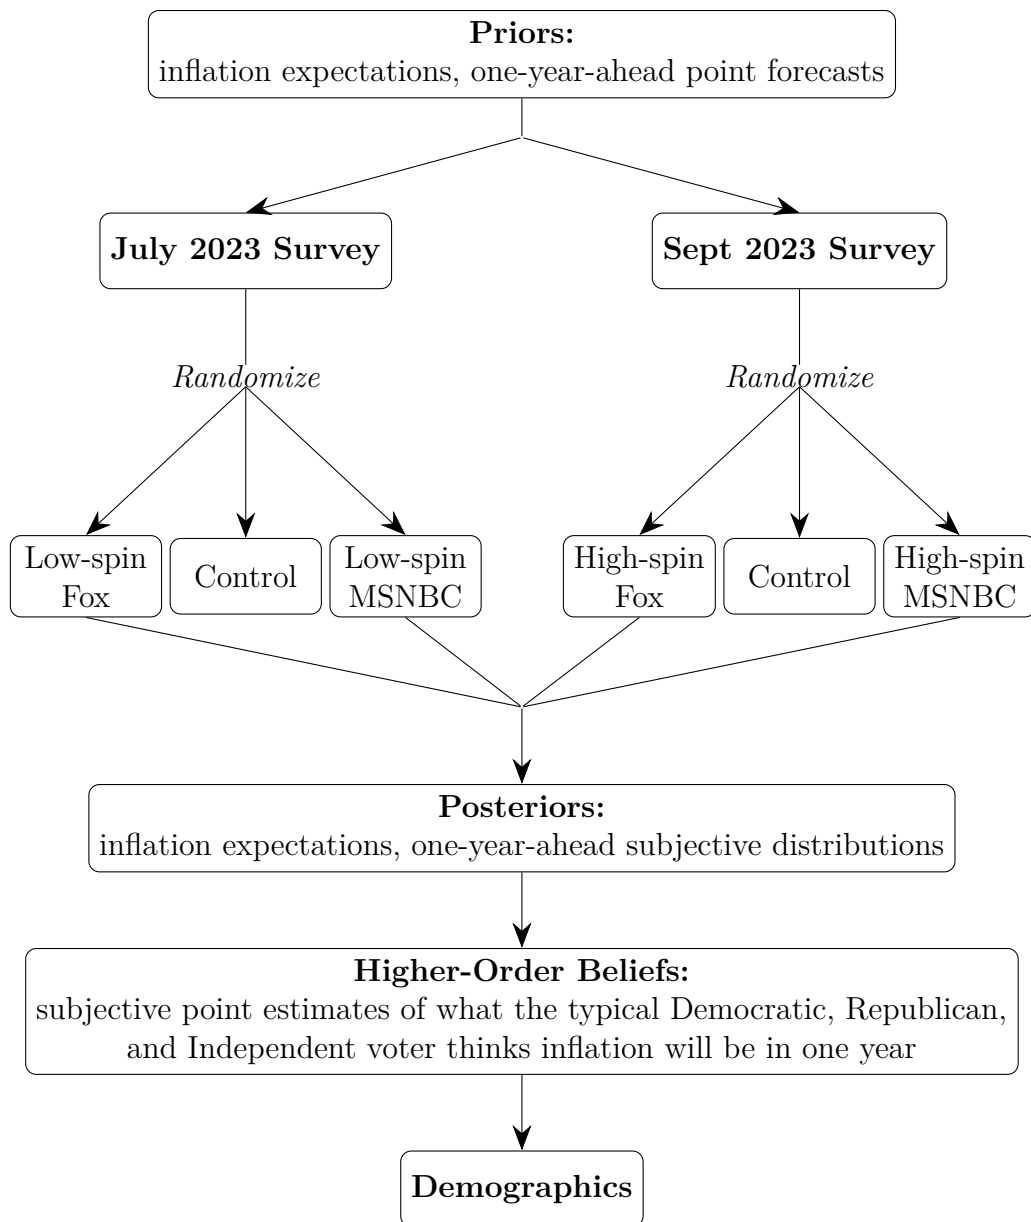 Priors:
inflation expectations, one-year-ahead point forecasts
July 2023 Survey
Sept 2023 Survey
Randomize
Randomize
Low-spin
Fox
Control
Low-spin
MSNBC
High-spin
Fox
Control
High-spin
MSNBC
Posteriors:
inflation expectations, one-year-ahead subjective distributions
Higher-Order Beliefs:
subjective point estimates of what the typical Democratic, Republican,
and Independent voter thinks inflation will be in one year
Demographics